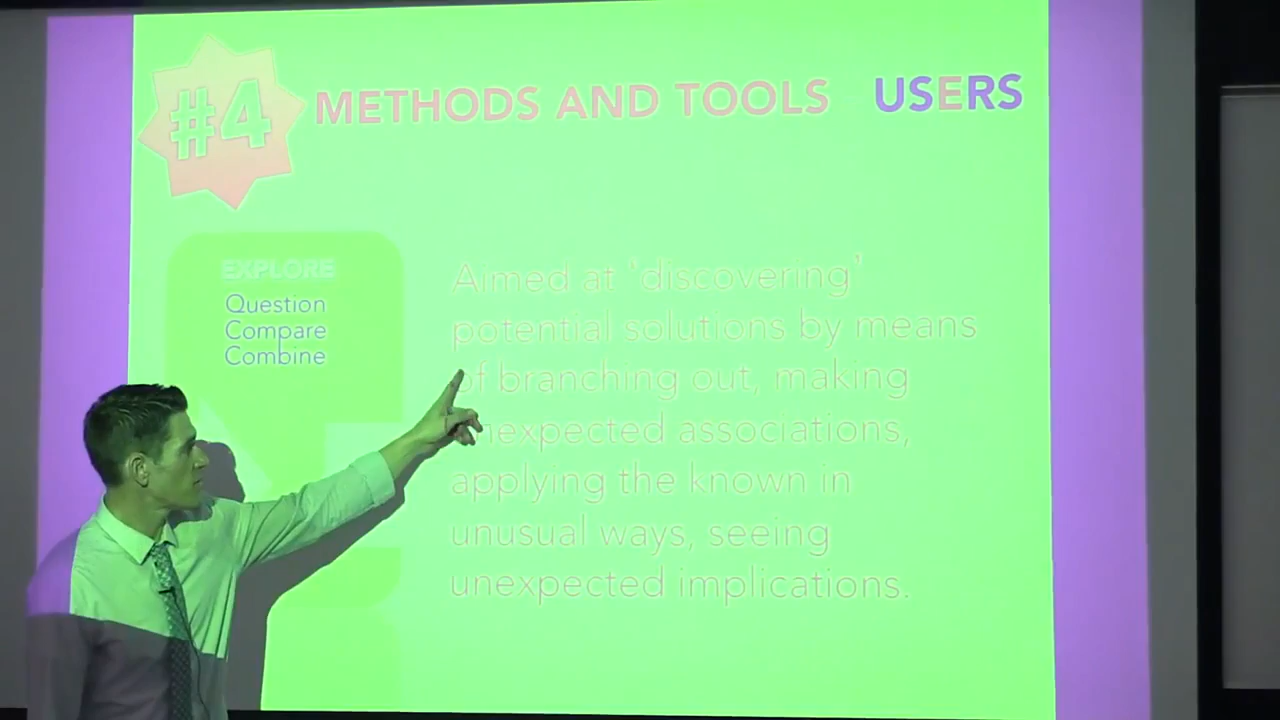 #4 METHODS AND TOOLS USERS
EXPLORE
Question
Compare
Combine
Aimed at 'discovering'
potential solutions by means
of branching out, making
unexpected associations,
applying the known in
unusual ways, seeing
unexpected implications.